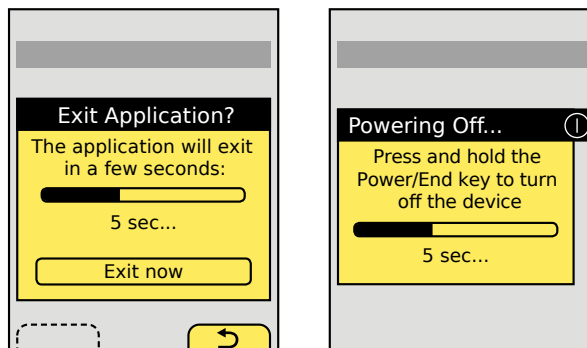 Exit Application?
The application will exit
in a few seconds:
5 sec...
Exit now
Powering Off...
Press and hold the
Power/End key to turn
off the device
5 sec...